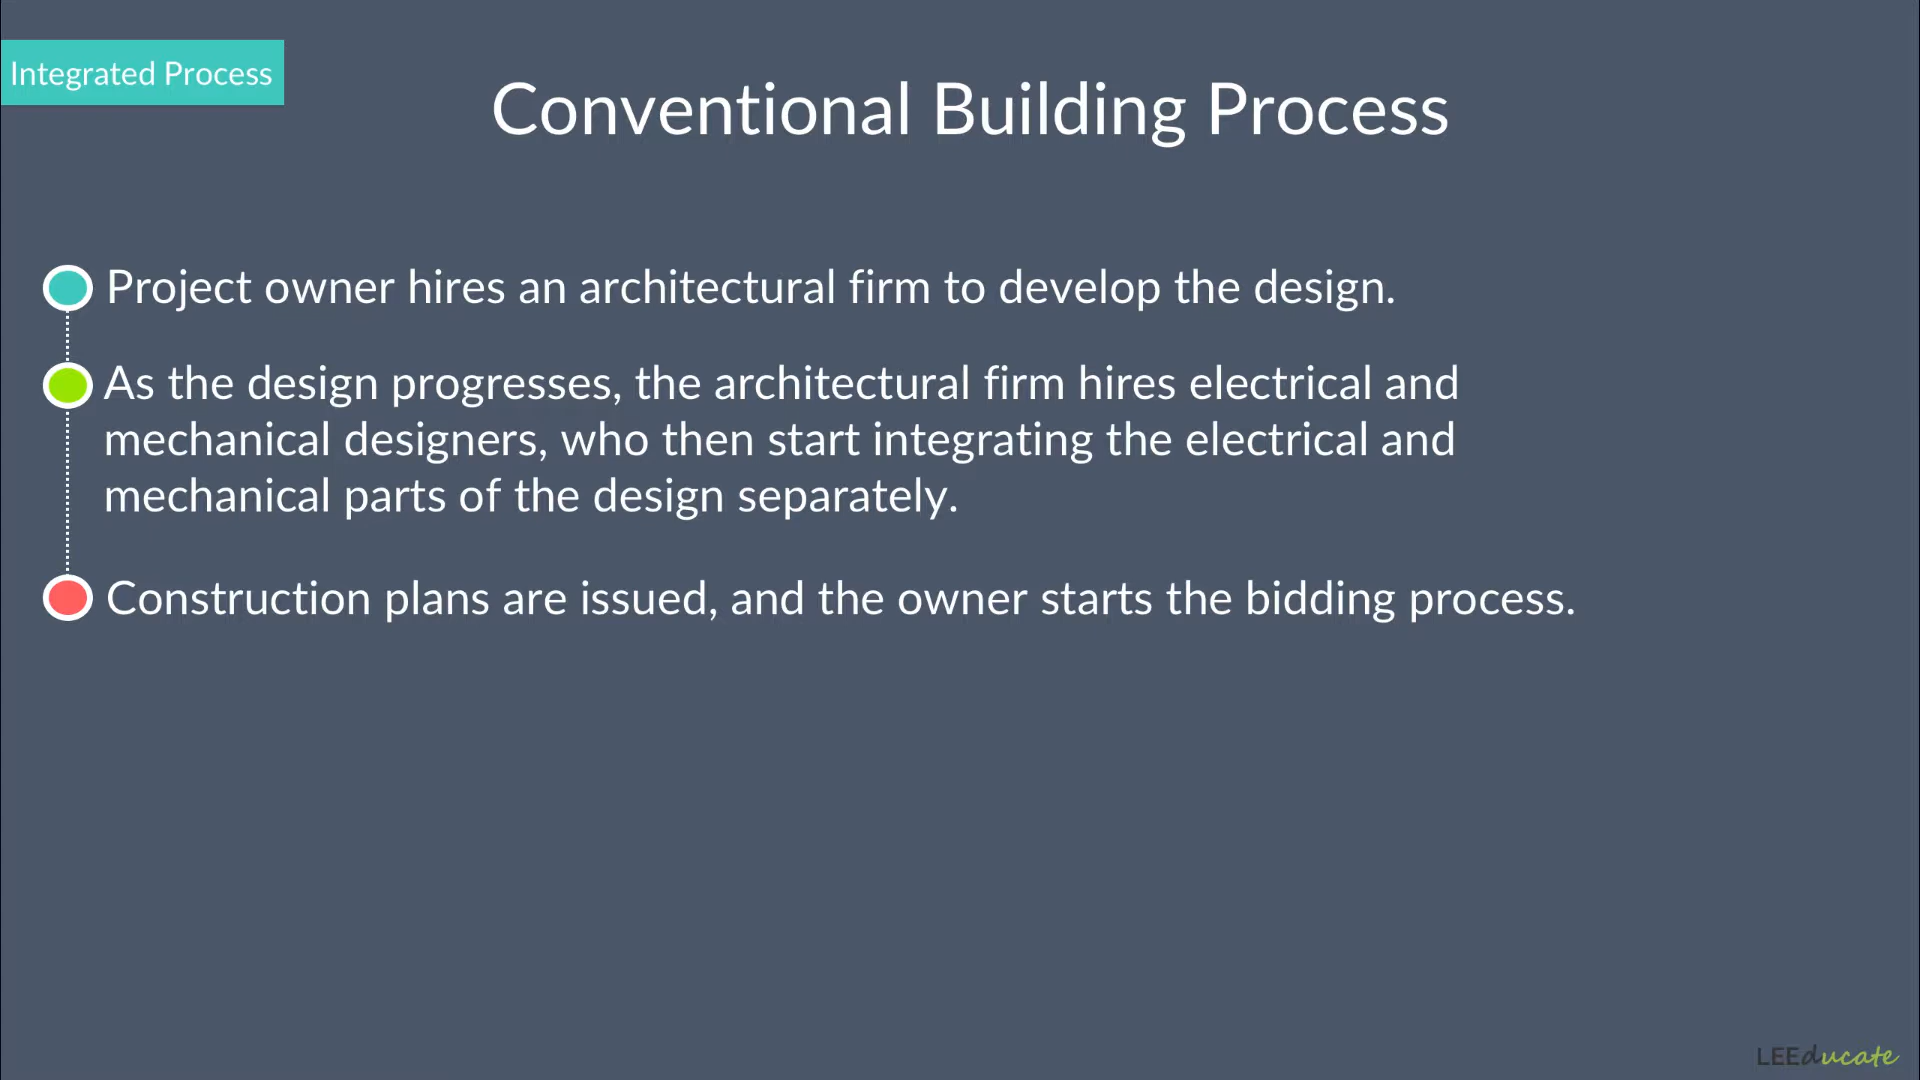 Integrated Process
Conventional Building Process
Project owner hires an architectural firm to develop the design.
As the design progresses, the architectural firm hires electrical and
mechanical designers, who then start integrating the electrical and
mechanical parts of the design separately.
Construction plans are issued, and the owner starts the bidding process.
LEEducate